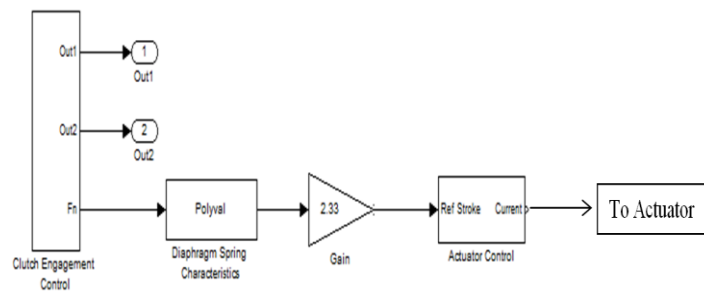 Out1
1
Out1
Out2
2
Out2
Fn
Polyval
2.33
Ref Stroke
Current
To Actuator
Clutch Engagement
Control
Diaphragm Spring
Characteristics
Gain
Actuator Control